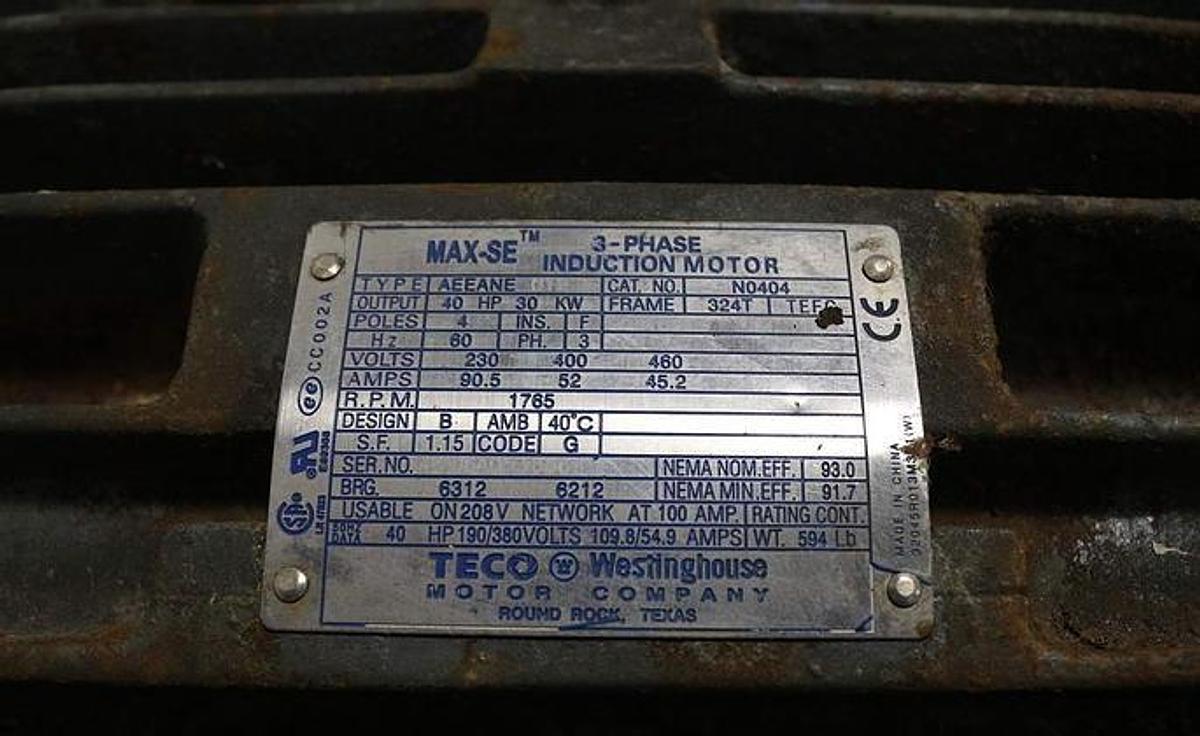 MAX-SE™ 3-PHASE INDUCTION MOTOR
TYPE AEEANE CAT. NO. N0404
OUTPUT 40 HP 30 KW FRAME 324T TEFC
POLES 4 INS. F
Hz 60 PH. 3
VOLTS 230 400 460
AMPS 90.5 52 45.2
R.P.M. 1765
DESIGN B AMB 40°C
S.F. 1.15 CODE G
SER.NO. NEMA NOM.EFF. 93.0
BRG. 6312 6212 NEMA MIN.EFF. 91.7
USABLE ON 208V NETWORK AT 100 AMP. RATING CONT.
50HZ DATA 40 HP 190/380VOLTS 109.8/54.9 AMPS WT. 594 Lb
TECO W Westinghouse
MOTOR COMPANY
ROUND ROCK, TEXAS
ee CC002A
CE
MADE IN CHINA